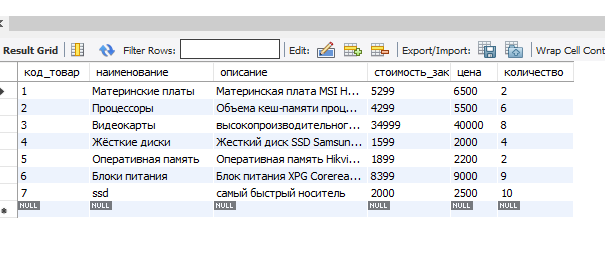 Result Grid Filter Rows: Edit: Export/Import: Wrap Cell Cont
код_товар наименование описание стоимость_зак цена количество
1 Материнские платы Материнская плата MSI H... 5299 6500 2
2 Процессоры Объема кеш-памяти проц... 4299 5500 6
3 Видеокарты высокопроизводительног... 34999 40000 8
4 Жёсткие диски Жесткий диск SSD Samsun... 1599 2000 4
5 Оперативная память Оперативная память Hikvi... 1899 2200 2
6 Блоки питания Блок питания XPG Corerea... 8399 9000 9
7 ssd самый быстрый носитель 2000 2500 10
NULL NULL NULL NULL NULL NULL